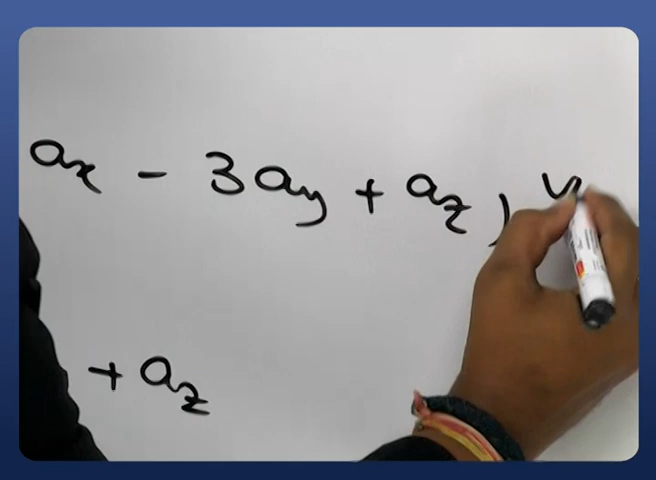 ax - 3ay + az )
+ az